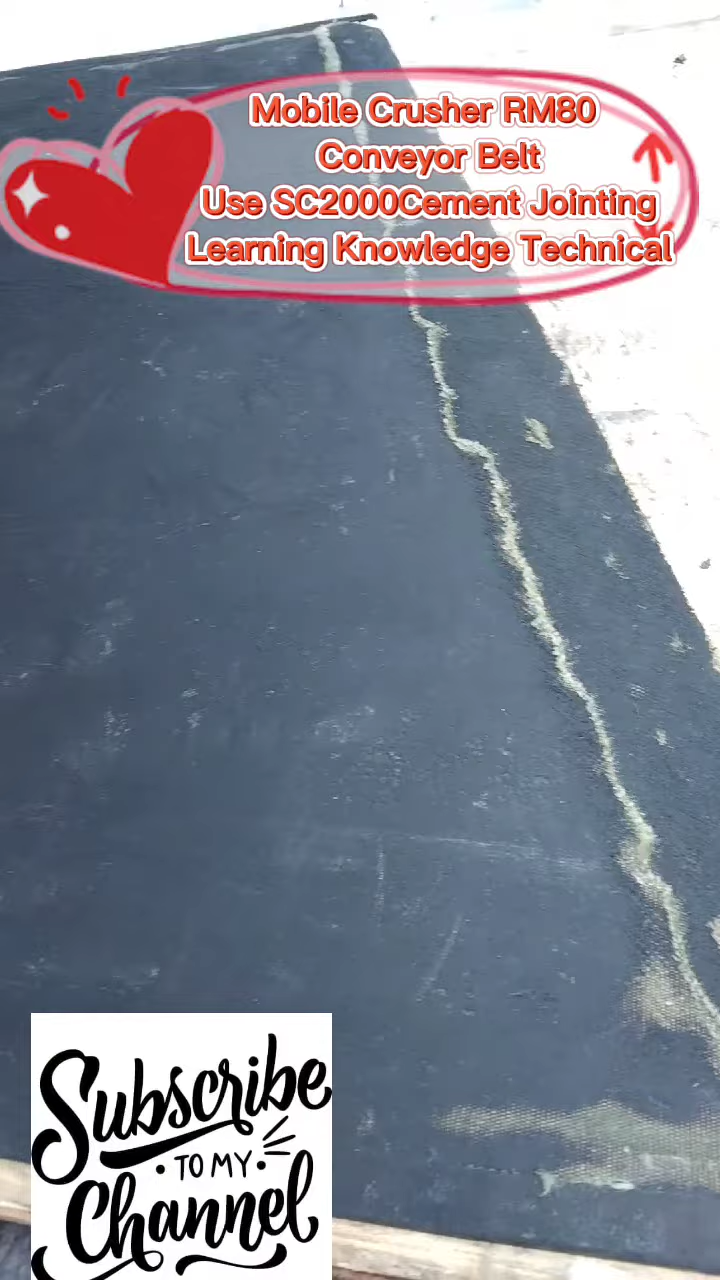 Mobile Crusher RM80
Conveyor Belt
Use SC2000Cement Jointing
Learning Knowledge Technical
Subscribe
TO MY
Channel